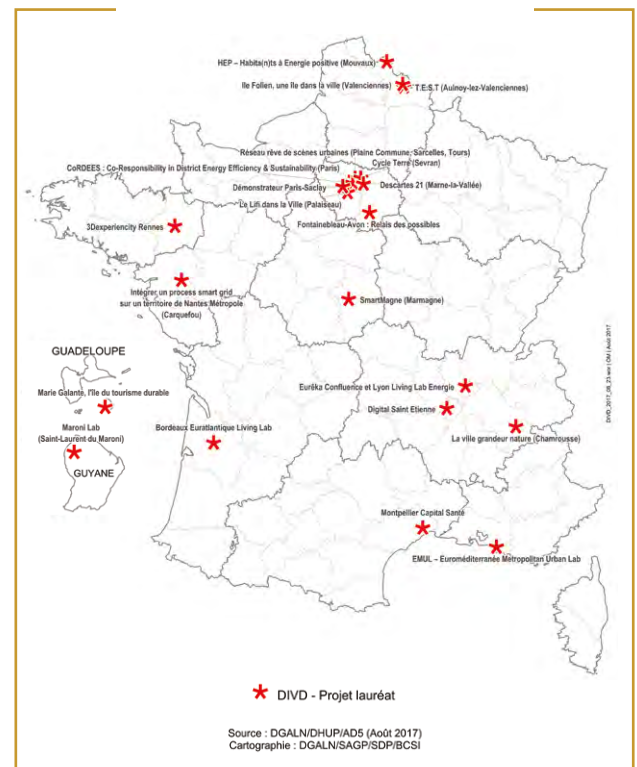 HEP – Habita(n)ts à Energie positive (Mouvaux)
Ile Folien, une île dans la ville (Valenciennes)
T.E.S.T (Aulnoy-lez-Valenciennes)
Réseau rêve de scènes urbaines (Plaine Commune, Sarcelles, Tours)
Cycle Terre (Sevran)
CoRDEES : Co-Responsibility in District Energy Efficiency & Sustainability (Paris)
Démonstrateur Paris-Saclay
Descartes 21 (Marne-la-Vallée)
Le Lifi dans la Ville (Palaiseau)
3Dexperiencity Rennes
Fontainebleau-Avon : Relais des possibles
Intégrer un process smart grid
sur un territoire de Nantes Métropole
(Carquefou)
SmartMagne (Marmagne)
GUADELOUPE
Marie Galante, l'île du tourisme durable
Maroni Lab
(Saint-Laurent du Maroni)
GUYANE
Eurêka Confluence et Lyon Living Lab Energie
Digital Saint Etienne
Bordeaux Euratlantique Living Lab
La ville grandeur nature (Chamrousse)
Montpellier Capital Santé
EMUL – Euroméditerranée Metropolitan Urban Lab
DIVD - Projet lauréat
Source : DGALN/DHUP/AD5 (Août 2017)
Cartographie : DGALN/SAGP/SDP/BCSI